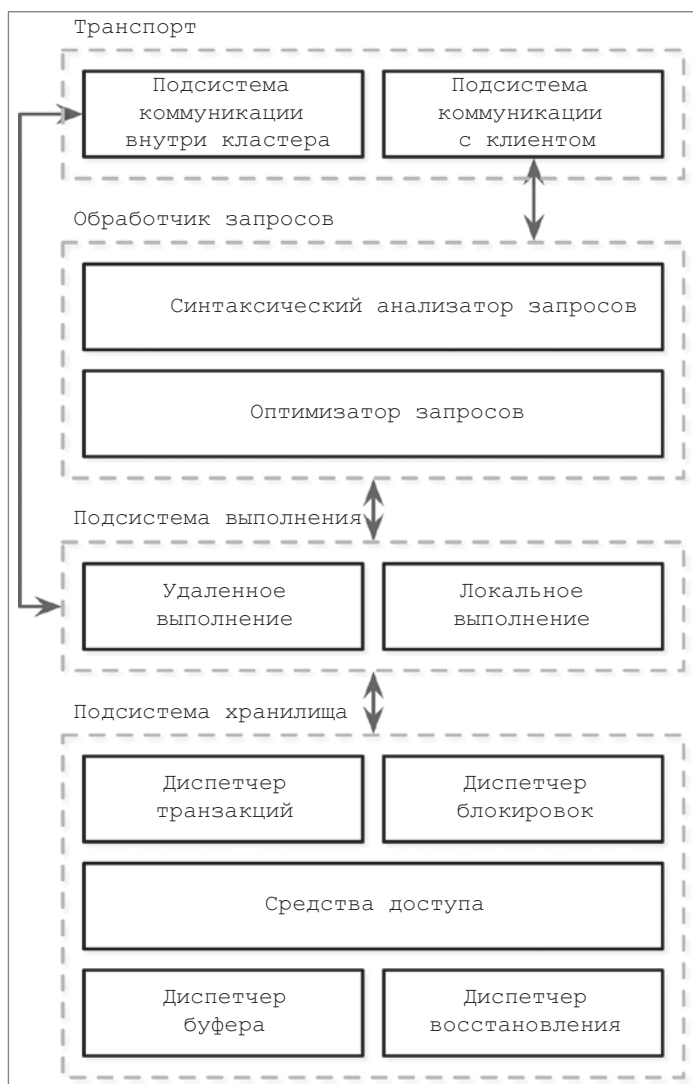 Транспорт
Подсистема
коммуникации
внутри кластера
Подсистема
коммуникации
с клиентом
Обработчик запросов
Синтаксический анализатор запросов
Оптимизатор запросов
Подсистема выполнения
Удаленное
выполнение
Локальное
выполнение
Подсистема хранилища
Диспетчер
транзакций
Диспетчер
блокировок
Средства доступа
Диспетчер
буфера
Диспетчер
восстановления